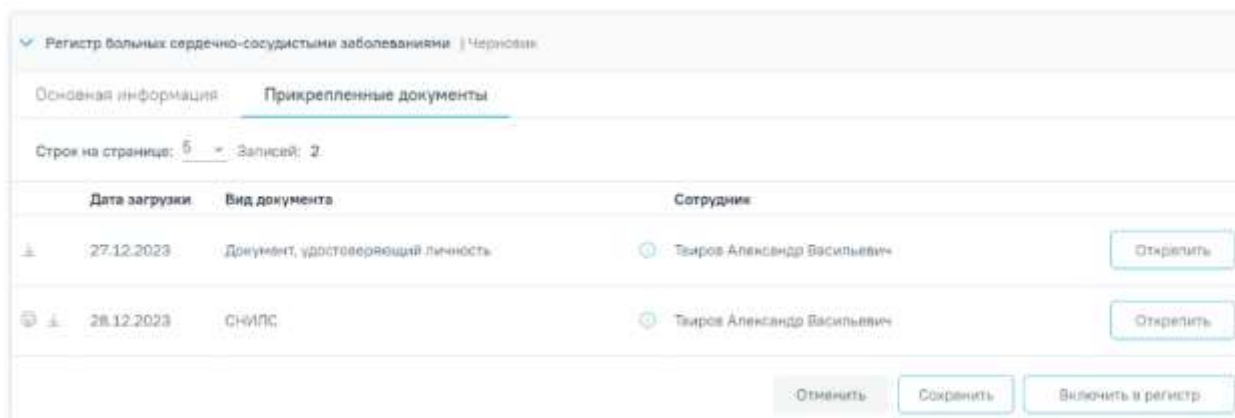 Регистр больных сердечно-сосудистыми заболеваниями | Черновик
Основная информация Прикрепленные документы
Строк на странице: 5 Записей: 2
Дата загрузки Вид документа Сотрудник
27.12.2023 Документ, удостоверяющий личность Таиров Александр Васильевич Открепить
28.12.2023 СНИЛС Таиров Александр Васильевич Открепить
Отменить Сохранить Включить в регистр